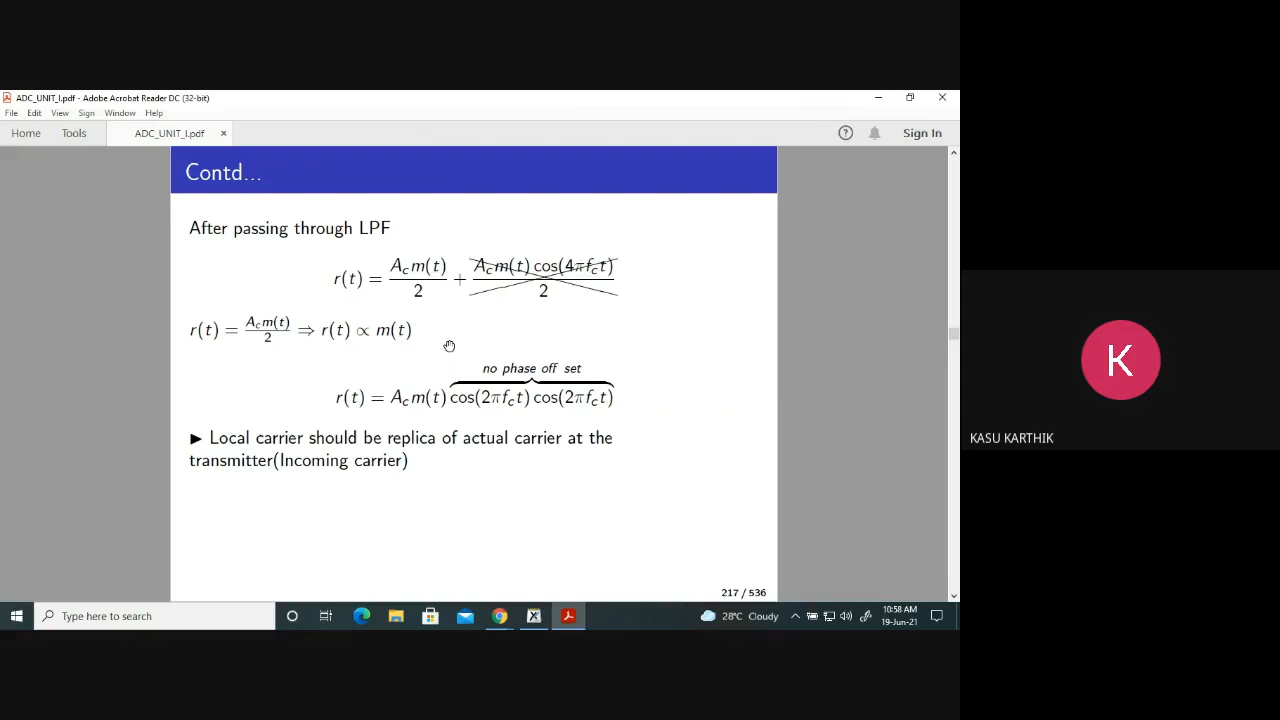 ADC_UNIT_I.pdf - Adobe Acrobat Reader DC (32-bit)
File Edit View Sign Window Help
Home Tools ADC_UNIT_I.pdf × Sign In
Contd...
After passing through LPF
r(t) = A_c m(t)/2 + A_c m(t) cos(4πf_c t)/2
r(t) = A_c m(t)/2 ⇒ r(t) ∝ m(t)
no phase off set
r(t) = A_c m(t) cos(2πf_c t) cos(2πf_c t)
▶ Local carrier should be replica of actual carrier at the
transmitter(Incoming carrier)
217 / 536
K
KASU KARTHIK
Type here to search
28°C Cloudy
10:58 AM
19-Jun-21